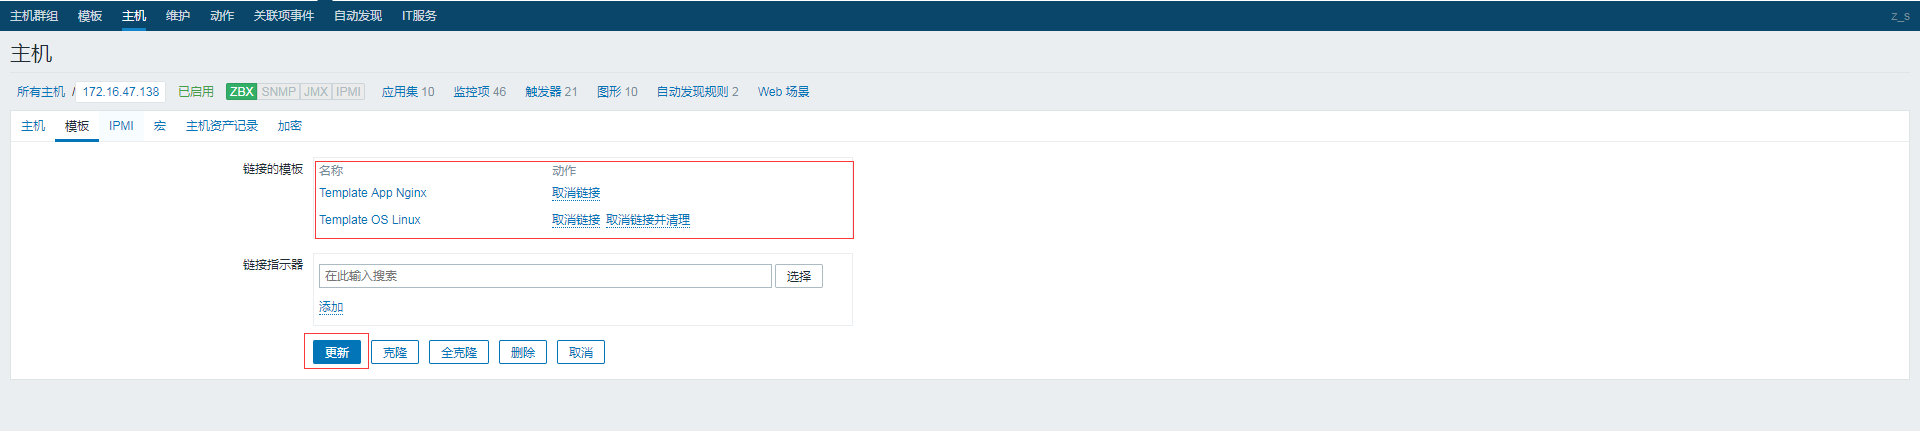 主机群组 模板 主机 维护 动作 关联项事件 自动发现 IT服务 z_s
主机
所有主机 / 172.16.47.138 已启用 ZBX SNMP JMX IPMI 应用集 10 监控项 46 触发器 21 图形 10 自动发现规则 2 Web 场景
主机 模板 IPMI 宏 主机资产记录 加密
链接的模板 名称 动作
Template App Nginx 取消链接
Template OS Linux 取消链接 取消链接并清理
链接指示器
在此输入搜索 选择
添加
更新 克隆 全克隆 删除 取消